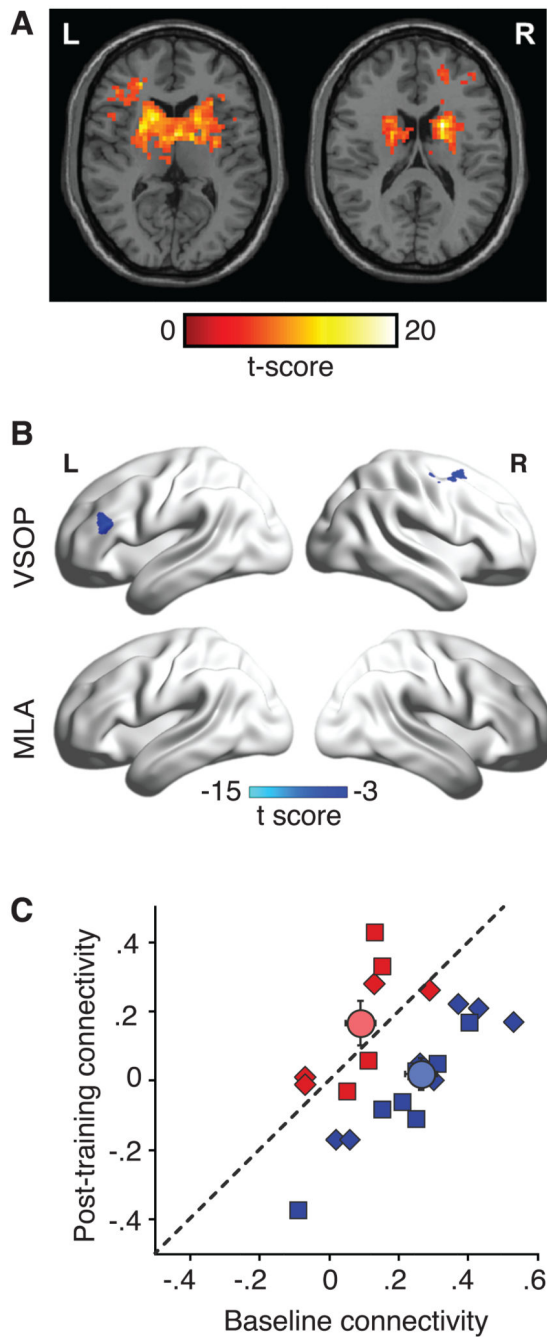 A
L
R
0
20
t-score
B
L
R
VSOP
MLA
-15
-3
t score
C
Post-training connectivity
.4
.2
0
-.2
-.4
-.4
-.2
0
.2
.4
.6
Baseline connectivity